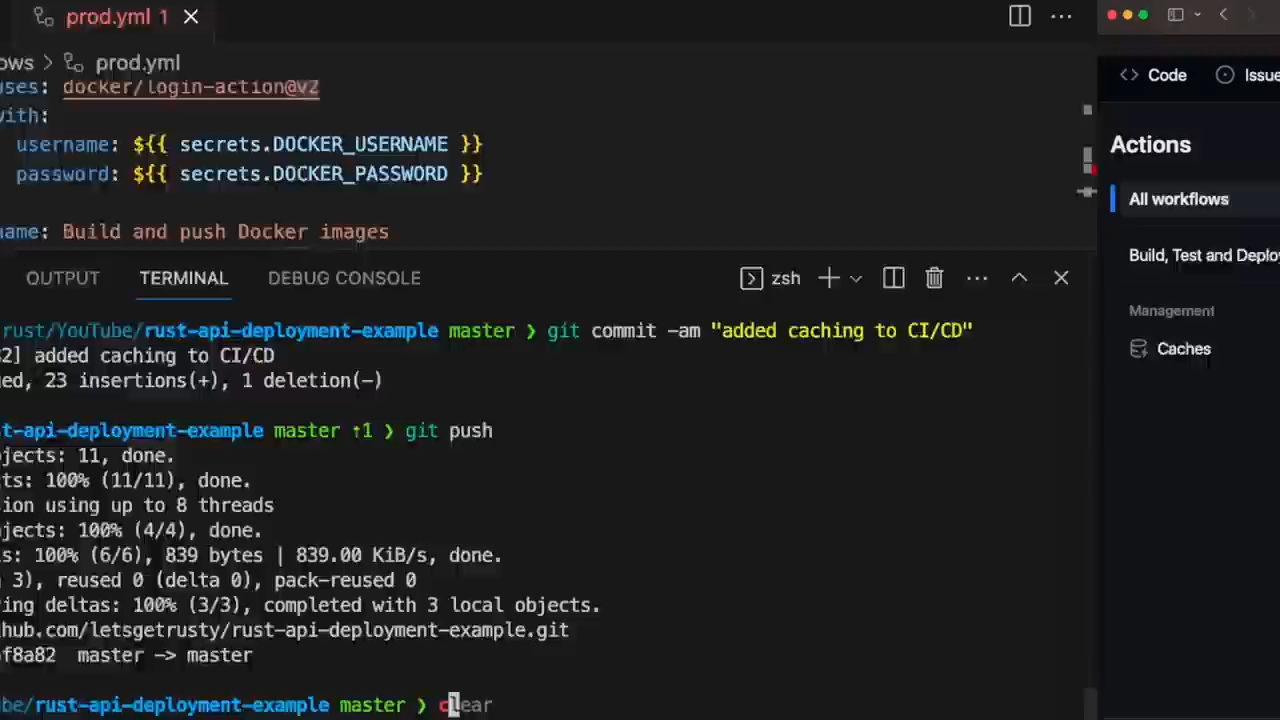 prod.yml 1
ows > prod.yml
uses: docker/login-action@v2
with:
username: ${{ secrets.DOCKER_USERNAME }}
password: ${{ secrets.DOCKER_PASSWORD }}
name: Build and push Docker images
OUTPUT TERMINAL DEBUG CONSOLE zsh
rust/YouTube/rust-api-deployment-example master ❯ git commit -am "added caching to CI/CD"
82] added caching to CI/CD
ed, 23 insertions(+), 1 deletion(-)
t-api-deployment-example master ↑1 ❯ git push
jects: 11, done.
cts: 100% (11/11), done.
sion using up to 8 threads
jects: 100% (4/4), done.
s: 100% (6/6), 839 bytes | 839.00 KiB/s, done.
3), reused 0 (delta 0), pack-reused 0
ing deltas: 100% (3/3), completed with 3 local objects.
hub.com/letsgetrusty/rust-api-deployment-example.git
f8a82 master -> master
be/rust-api-deployment-example master ❯ clear
Code Issue
Actions
All workflows
Build, Test and Deplo
Management
Caches